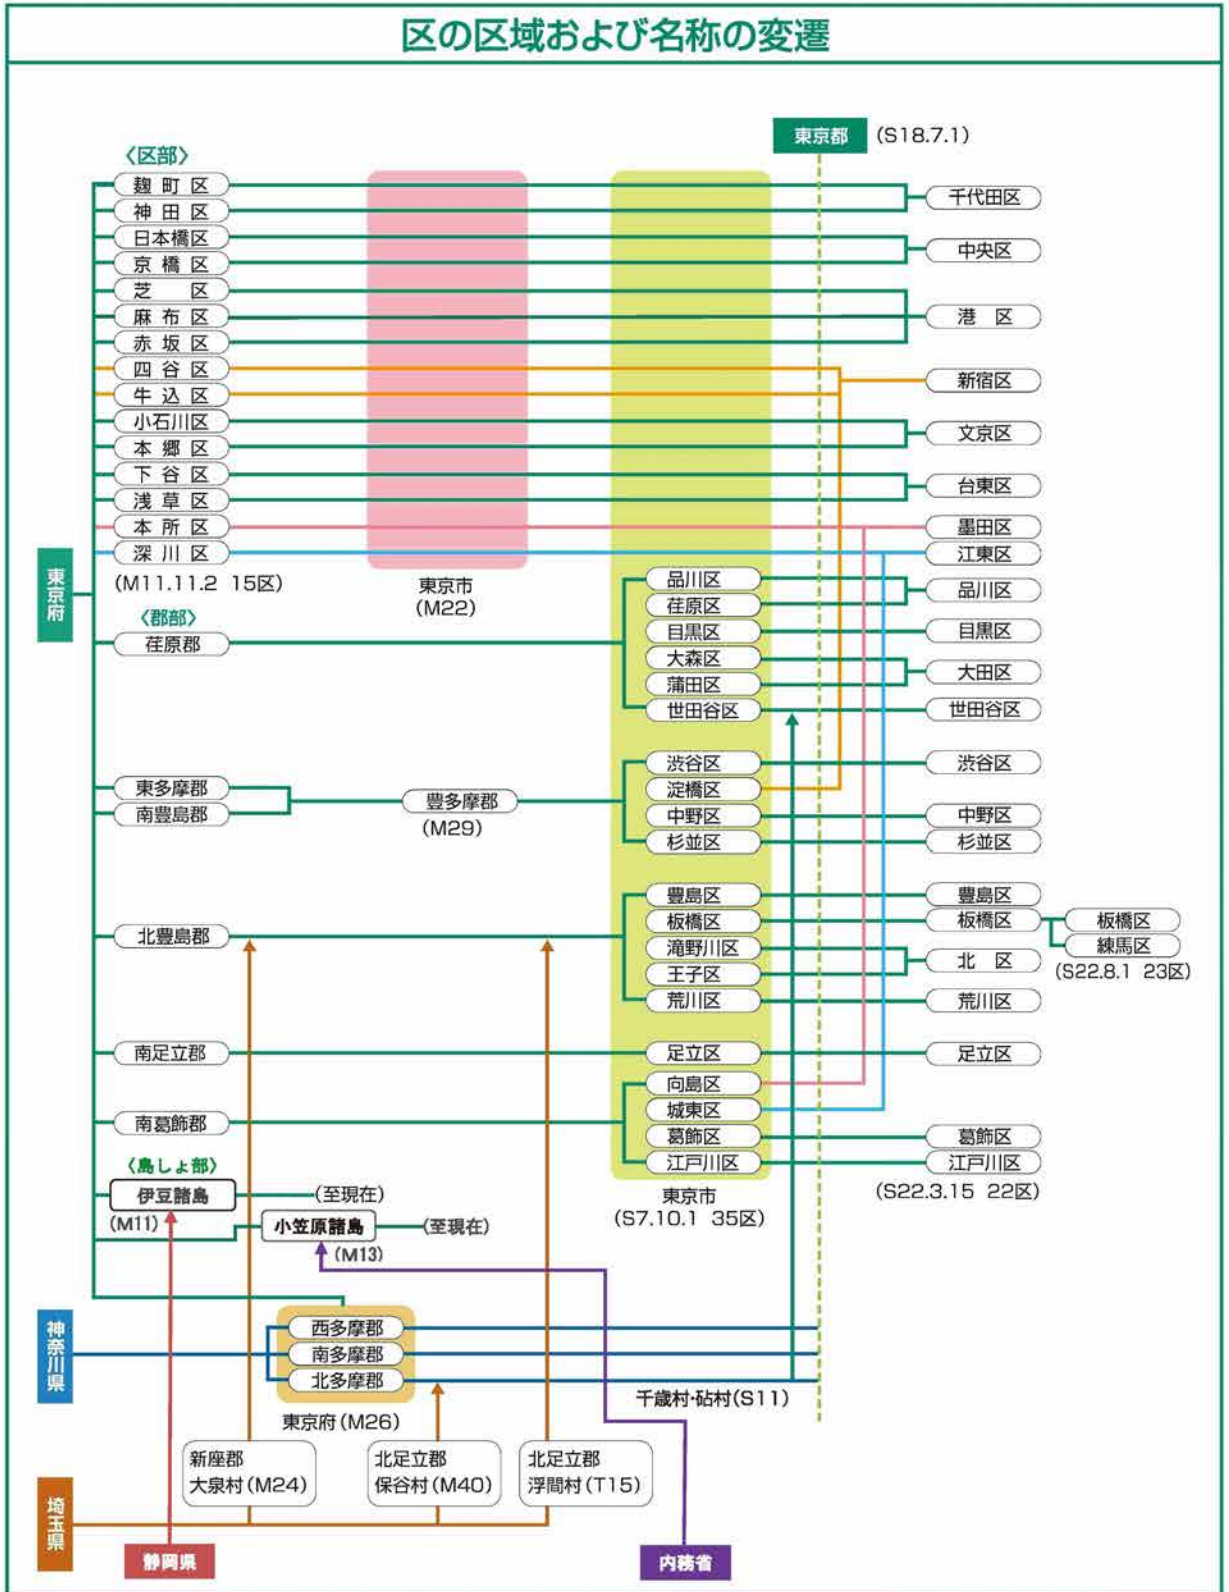 区の区域および名称の変遷
東京都 (S18.7.1)
〈区部〉
麹町区
神田区
千代田区
日本橋区
京橋区
中央区
芝区
麻布区
赤坂区
港区
四谷区
牛込区
新宿区
小石川区
本郷区
文京区
下谷区
浅草区
台東区
本所区
墨田区
深川区
江東区
(M11.11.2 15区)
東京市
(M22)
東京府
〈郡部〉
荏原郡
品川区
荏原区
目黒区
大森区
蒲田区
世田谷区
品川区
目黒区
大田区
世田谷区
東多摩郡
南豊島郡
豊多摩郡
(M29)
渋谷区
淀橋区
中野区
杉並区
渋谷区
中野区
杉並区
北豊島郡
豊島区
板橋区
滝野川区
王子区
荒川区
豊島区
板橋区
北区
荒川区
板橋区
練馬区
(S22.8.1 23区)
南足立郡
足立区
足立区
南葛飾郡
向島区
城東区
葛飾区
江戸川区
葛飾区
江戸川区
東京市
(S7.10.1 35区)
(S22.3.15 22区)
〈島しょ部〉
伊豆諸島
(至現在)
(M11)
小笠原諸島
(至現在)
(M13)
神奈川県
西多摩郡
南多摩郡
北多摩郡
東京府(M26)
千歳村・砧村(S11)
新座郡
大泉村(M24)
北足立郡
保谷村(M40)
北足立郡
浮間村(T15)
埼玉県
静岡県
内務省